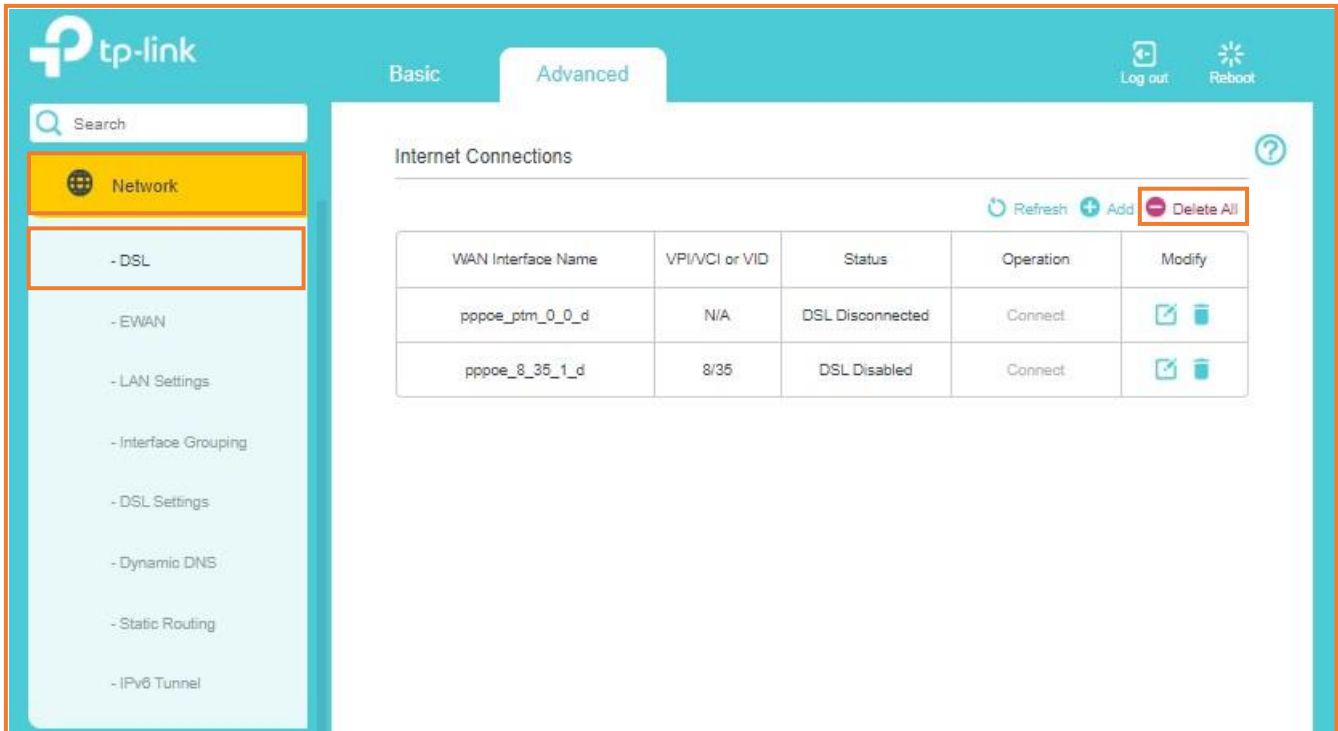 tp-link
Basic Advanced Log out Reboot
Search
Network
- DSL
- EWAN
- LAN Settings
- Interface Grouping
- DSL Settings
- Dynamic DNS
- Static Routing
- IPv6 Tunnel
Internet Connections
Refresh Add Delete All
WAN Interface Name VPI/VCI or VID Status Operation Modify
pppoe_ptm_0_0_d N/A DSL Disconnected Connect
pppoe_8_35_1_d 8/35 DSL Disabled Connect